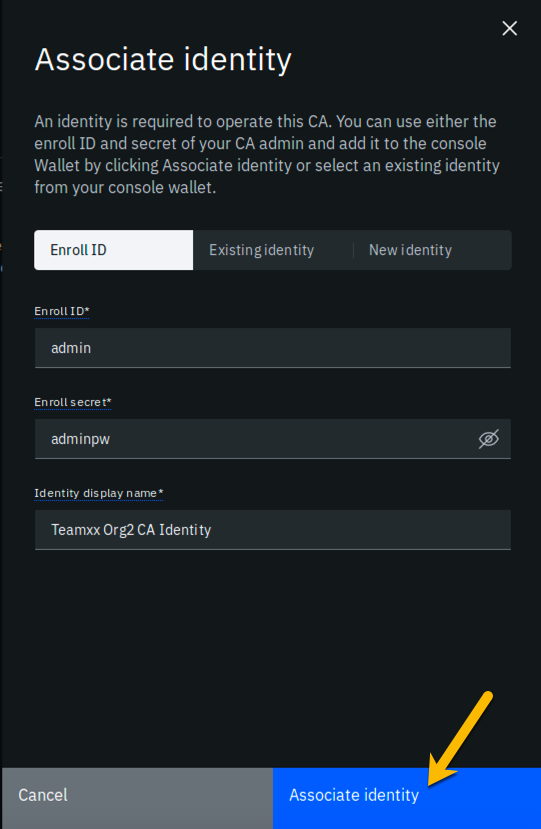 Associate identity
An identity is required to operate this CA. You can use either the
enroll ID and secret of your CA admin and add it to the console
Wallet by clicking Associate identity or select an existing identity
from your console wallet.
Enroll ID
Existing identity
New identity
Enroll ID*
admin
Enroll secret*
adminpw
Identity display name*
Teamxx Org2 CA Identity
Cancel
Associate identity